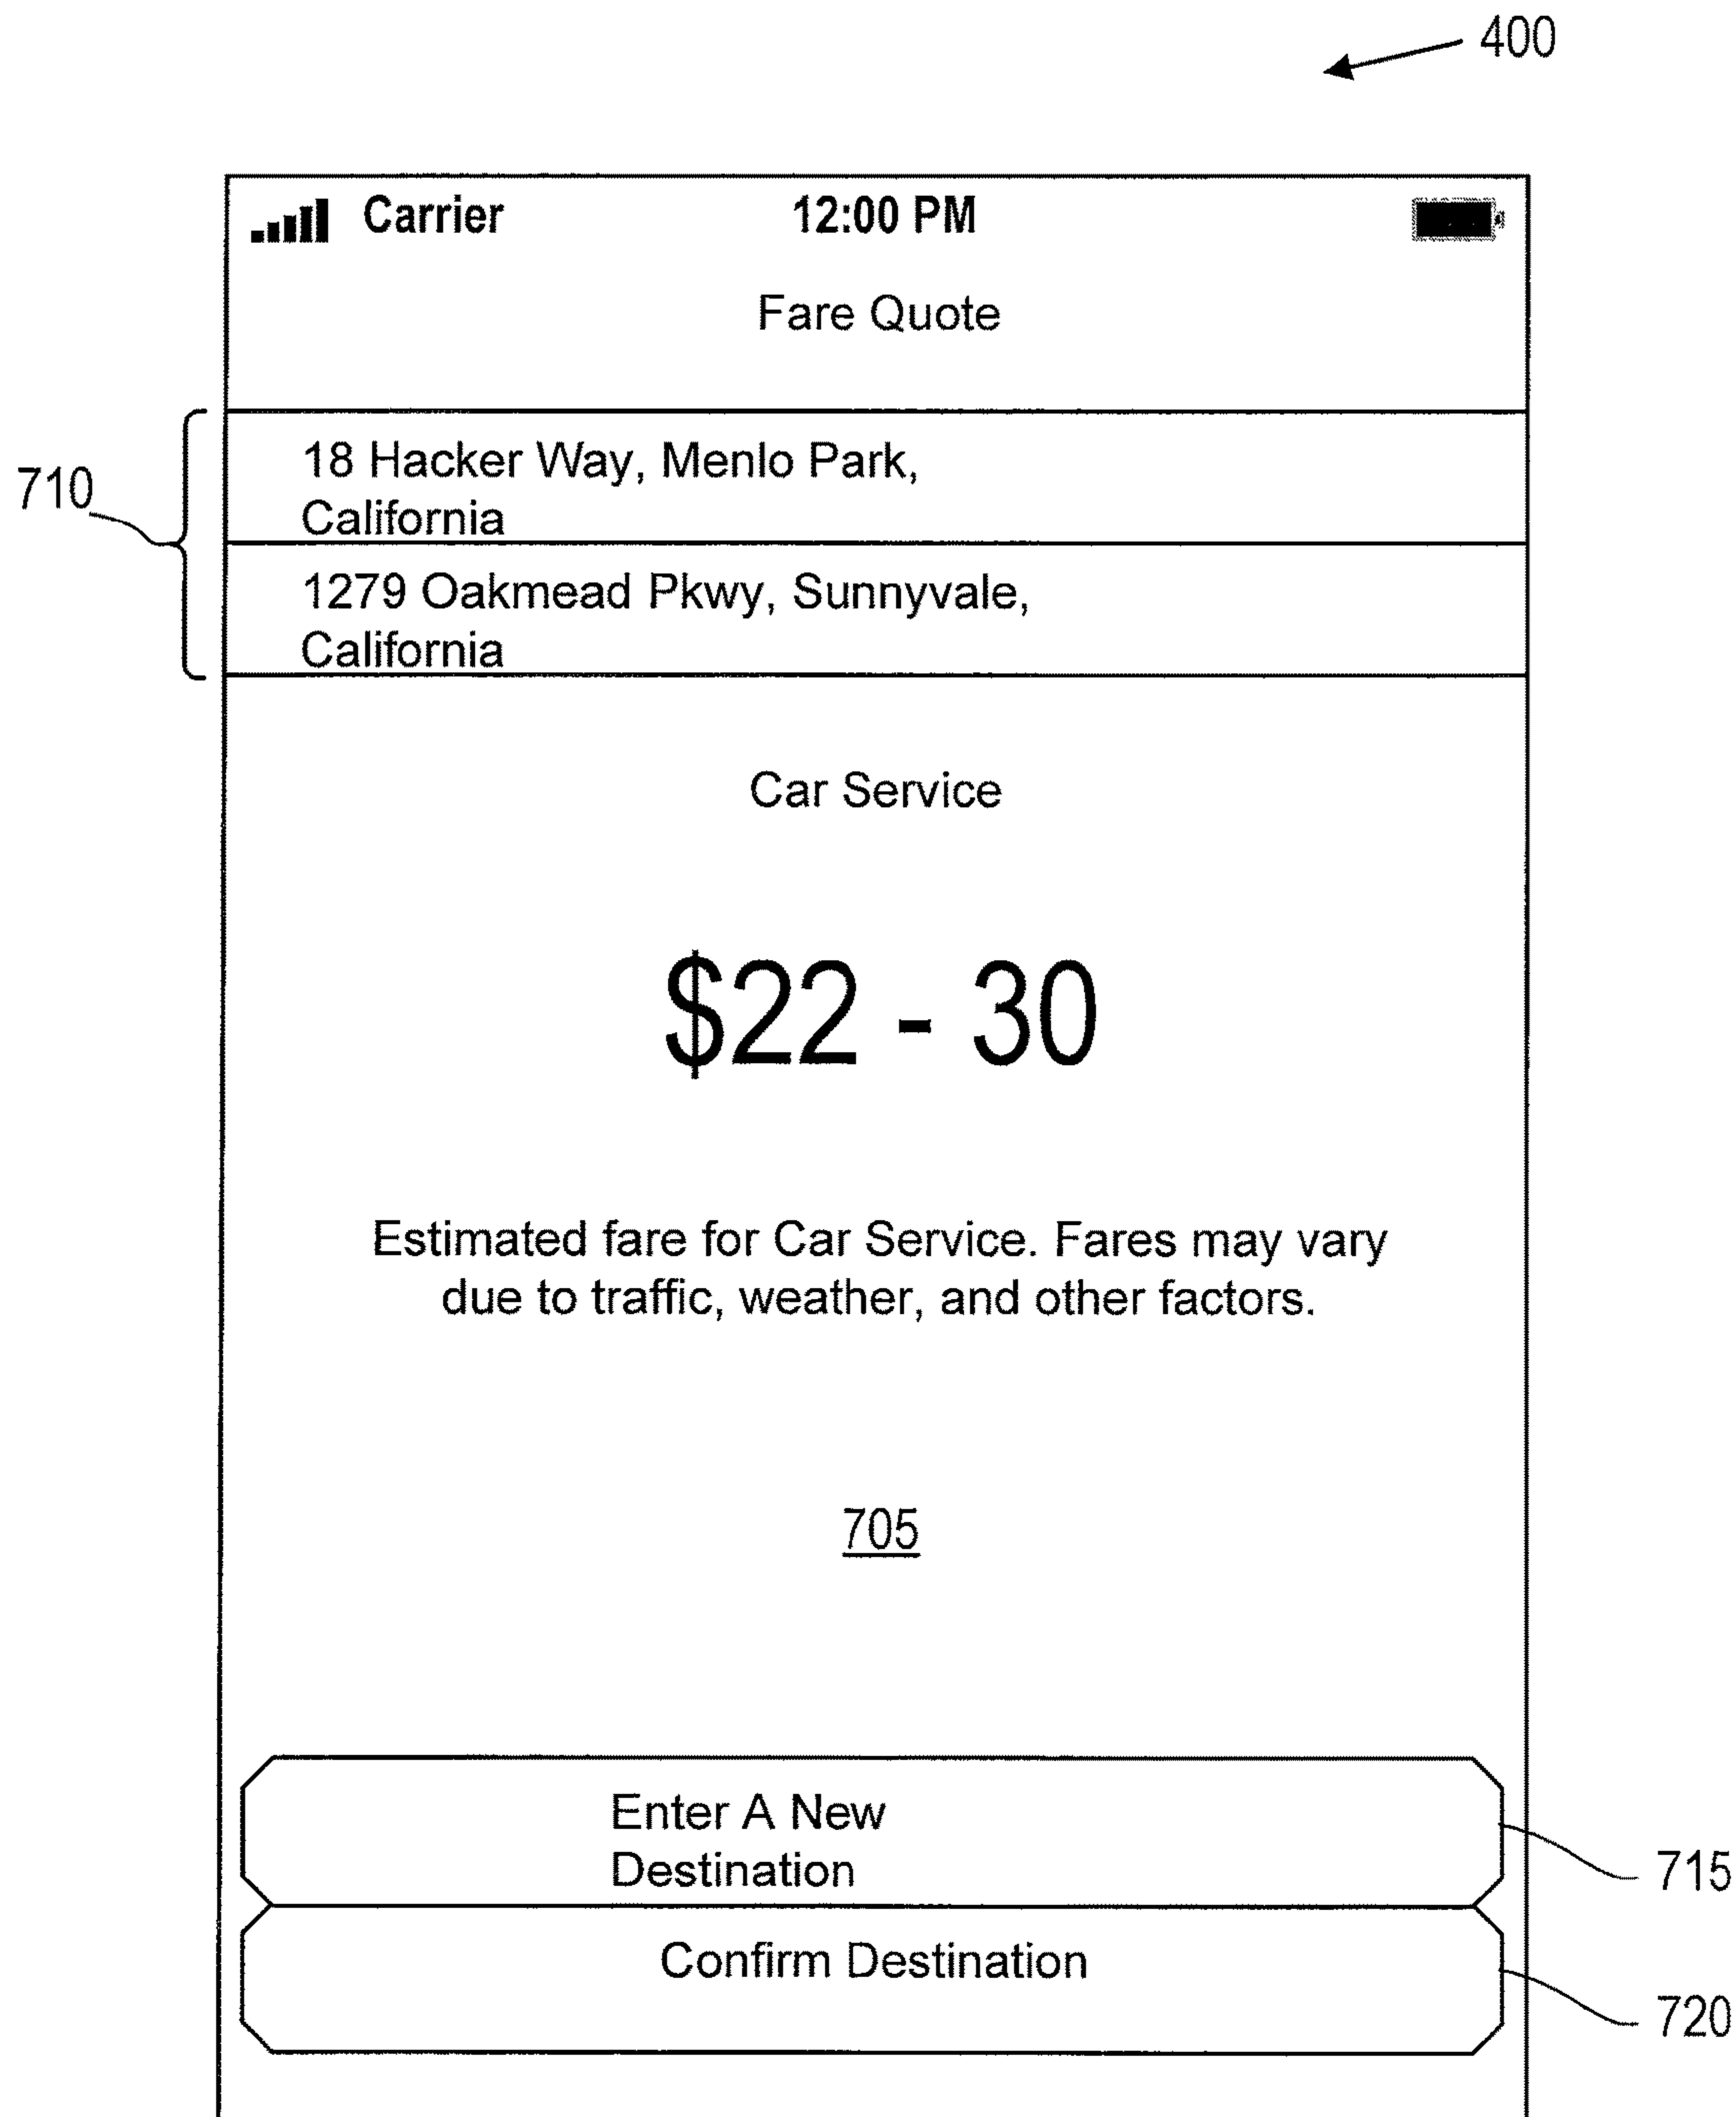 400
Carrier 12:00 PM
Fare Quote
710
18 Hacker Way, Menlo Park,
California
1279 Oakmead Pkwy, Sunnyvale,
California
Car Service
$22 - 30
Estimated fare for Car Service. Fares may vary
due to traffic, weather, and other factors.
705
Enter A New
Destination
715
Confirm Destination
720